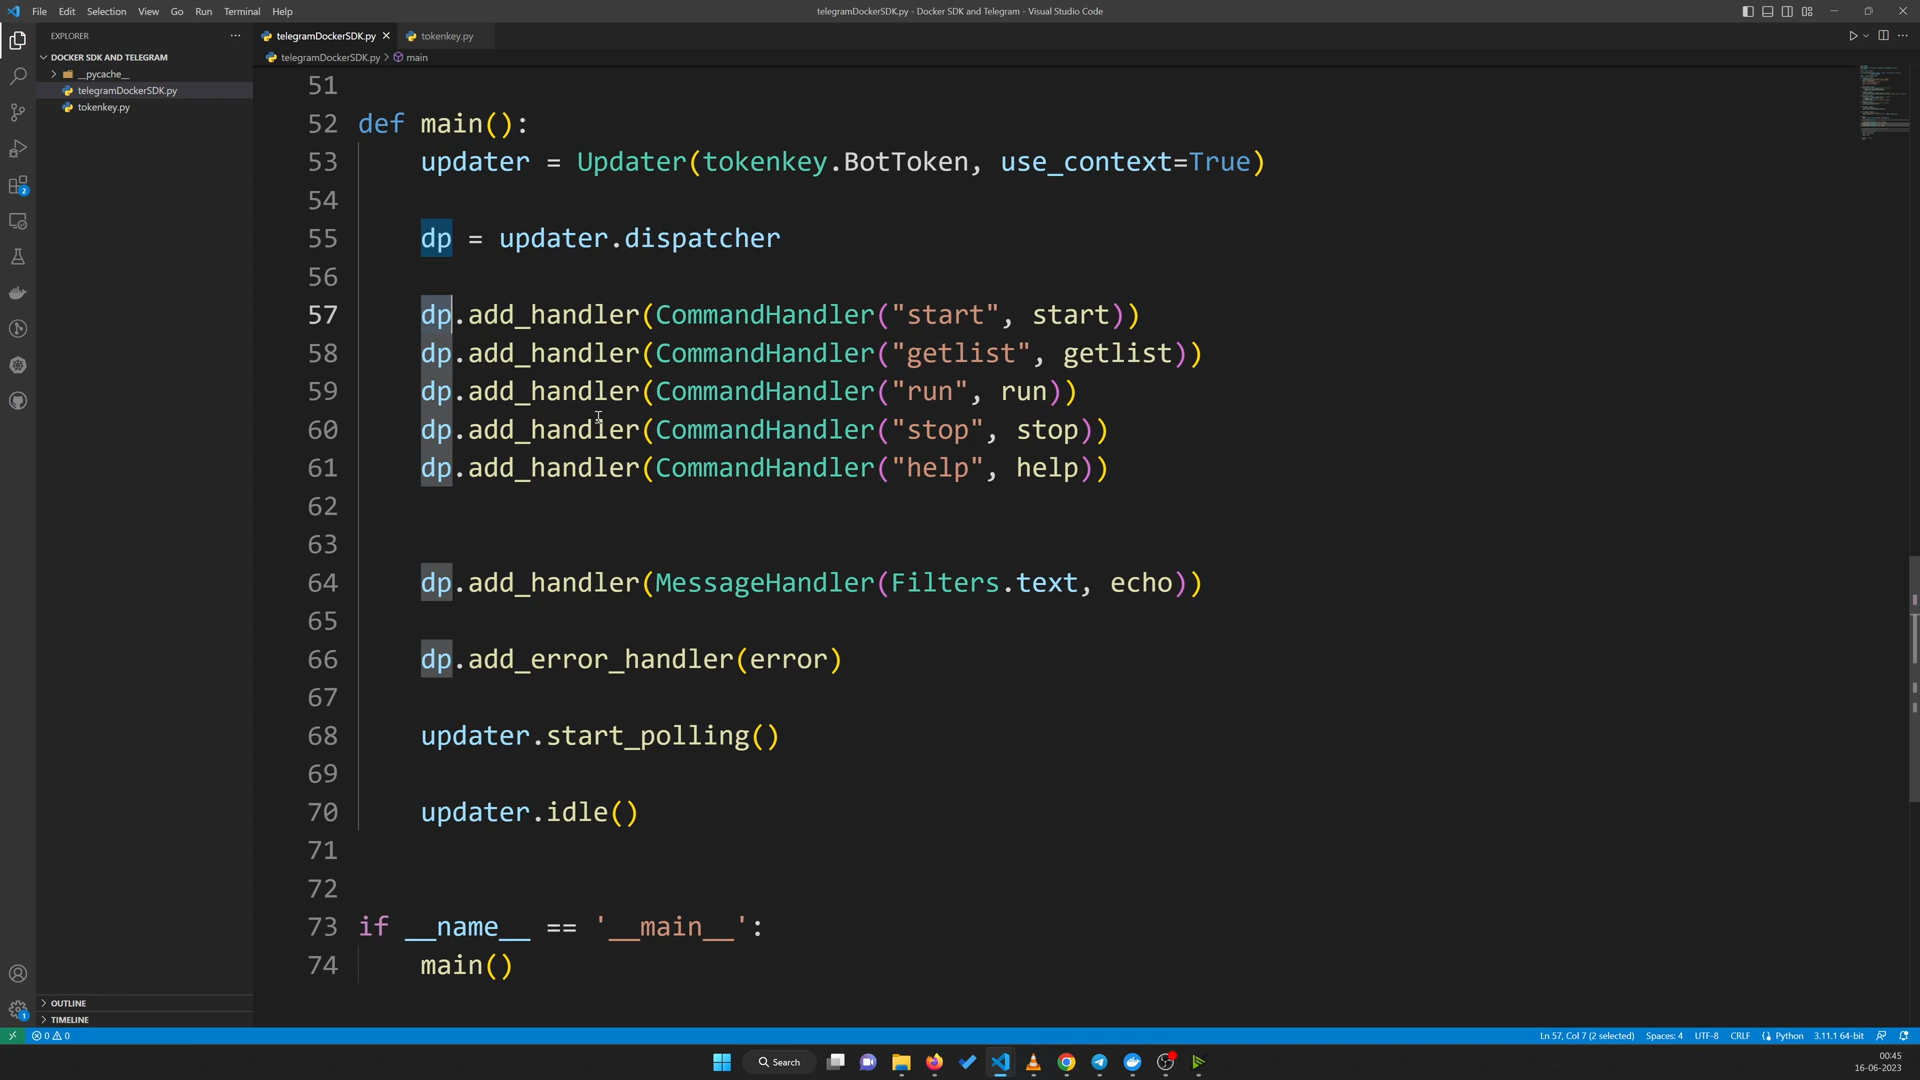 File Edit Selection View Go Run Terminal Help
telegramDockerSDK.py - Docker SDK and Telegram - Visual Studio Code
EXPLORER
DOCKER SDK AND TELEGRAM
__pycache__
telegramDockerSDK.py
tokenkey.py
telegramDockerSDK.py
tokenkey.py
telegramDockerSDK.py > main
51
52 def main():
53 updater = Updater(tokenkey.BotToken, use_context=True)
54
55 dp = updater.dispatcher
56
57 dp.add_handler(CommandHandler("start", start))
58 dp.add_handler(CommandHandler("getlist", getlist))
59 dp.add_handler(CommandHandler("run", run))
60 dp.add_handler(CommandHandler("stop", stop))
61 dp.add_handler(CommandHandler("help", help))
62
63
64 dp.add_handler(MessageHandler(Filters.text, echo))
65
66 dp.add_error_handler(error)
67
68 updater.start_polling()
69
70 updater.idle()
71
72
73 if __name__ == '__main__':
74 main()
2
1
OUTLINE
TIMELINE
0 0
Ln 57, Col 7 (2 selected) Spaces: 4 UTF-8 CRLF Python 3.11.1 64-bit
Search
00:45
16-06-2023